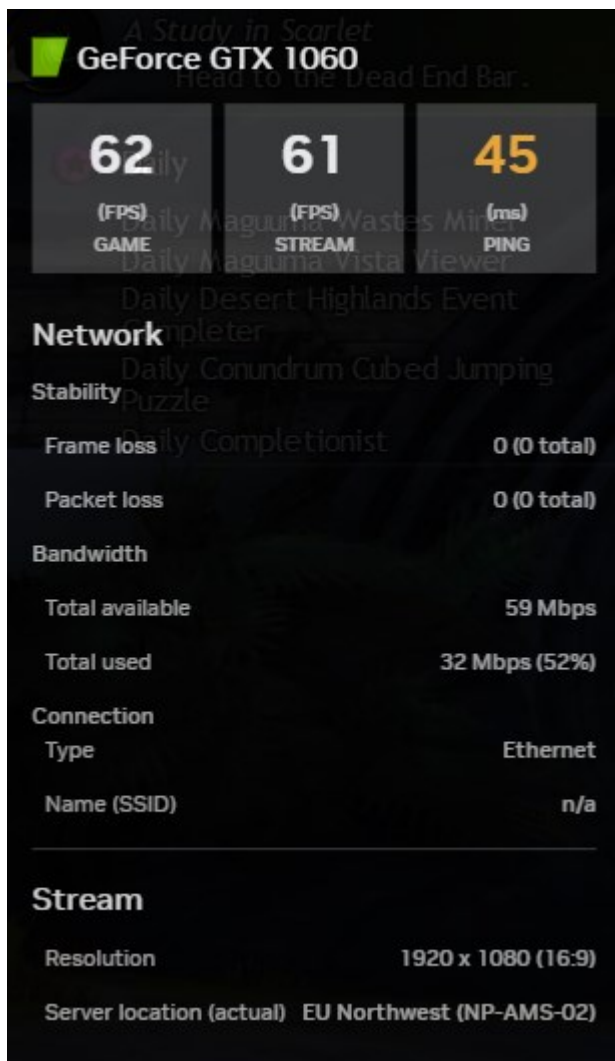 A Study in Scarlet
GeForce GTX 1060
Head to the Dead End Bar.
62
61
45
Daily
(FPS)
(FPS)
(ms)
Daily Maguuma Wastes Miner
GAME
STREAM
PING
Daily Maguuma Vista Viewer
Daily Desert Highlands Event
Completer
Network
Daily Conundrum Cubed Jumping
Stability
Puzzle
Daily Completionist
Frame loss 0 (0 total)
Packet loss 0 (0 total)
Bandwidth
Total available 59 Mbps
Total used 32 Mbps (52%)
Connection
Type Ethernet
Name (SSID) n/a
Stream
Resolution 1920 x 1080 (16:9)
Server location (actual) EU Northwest (NP-AMS-02)